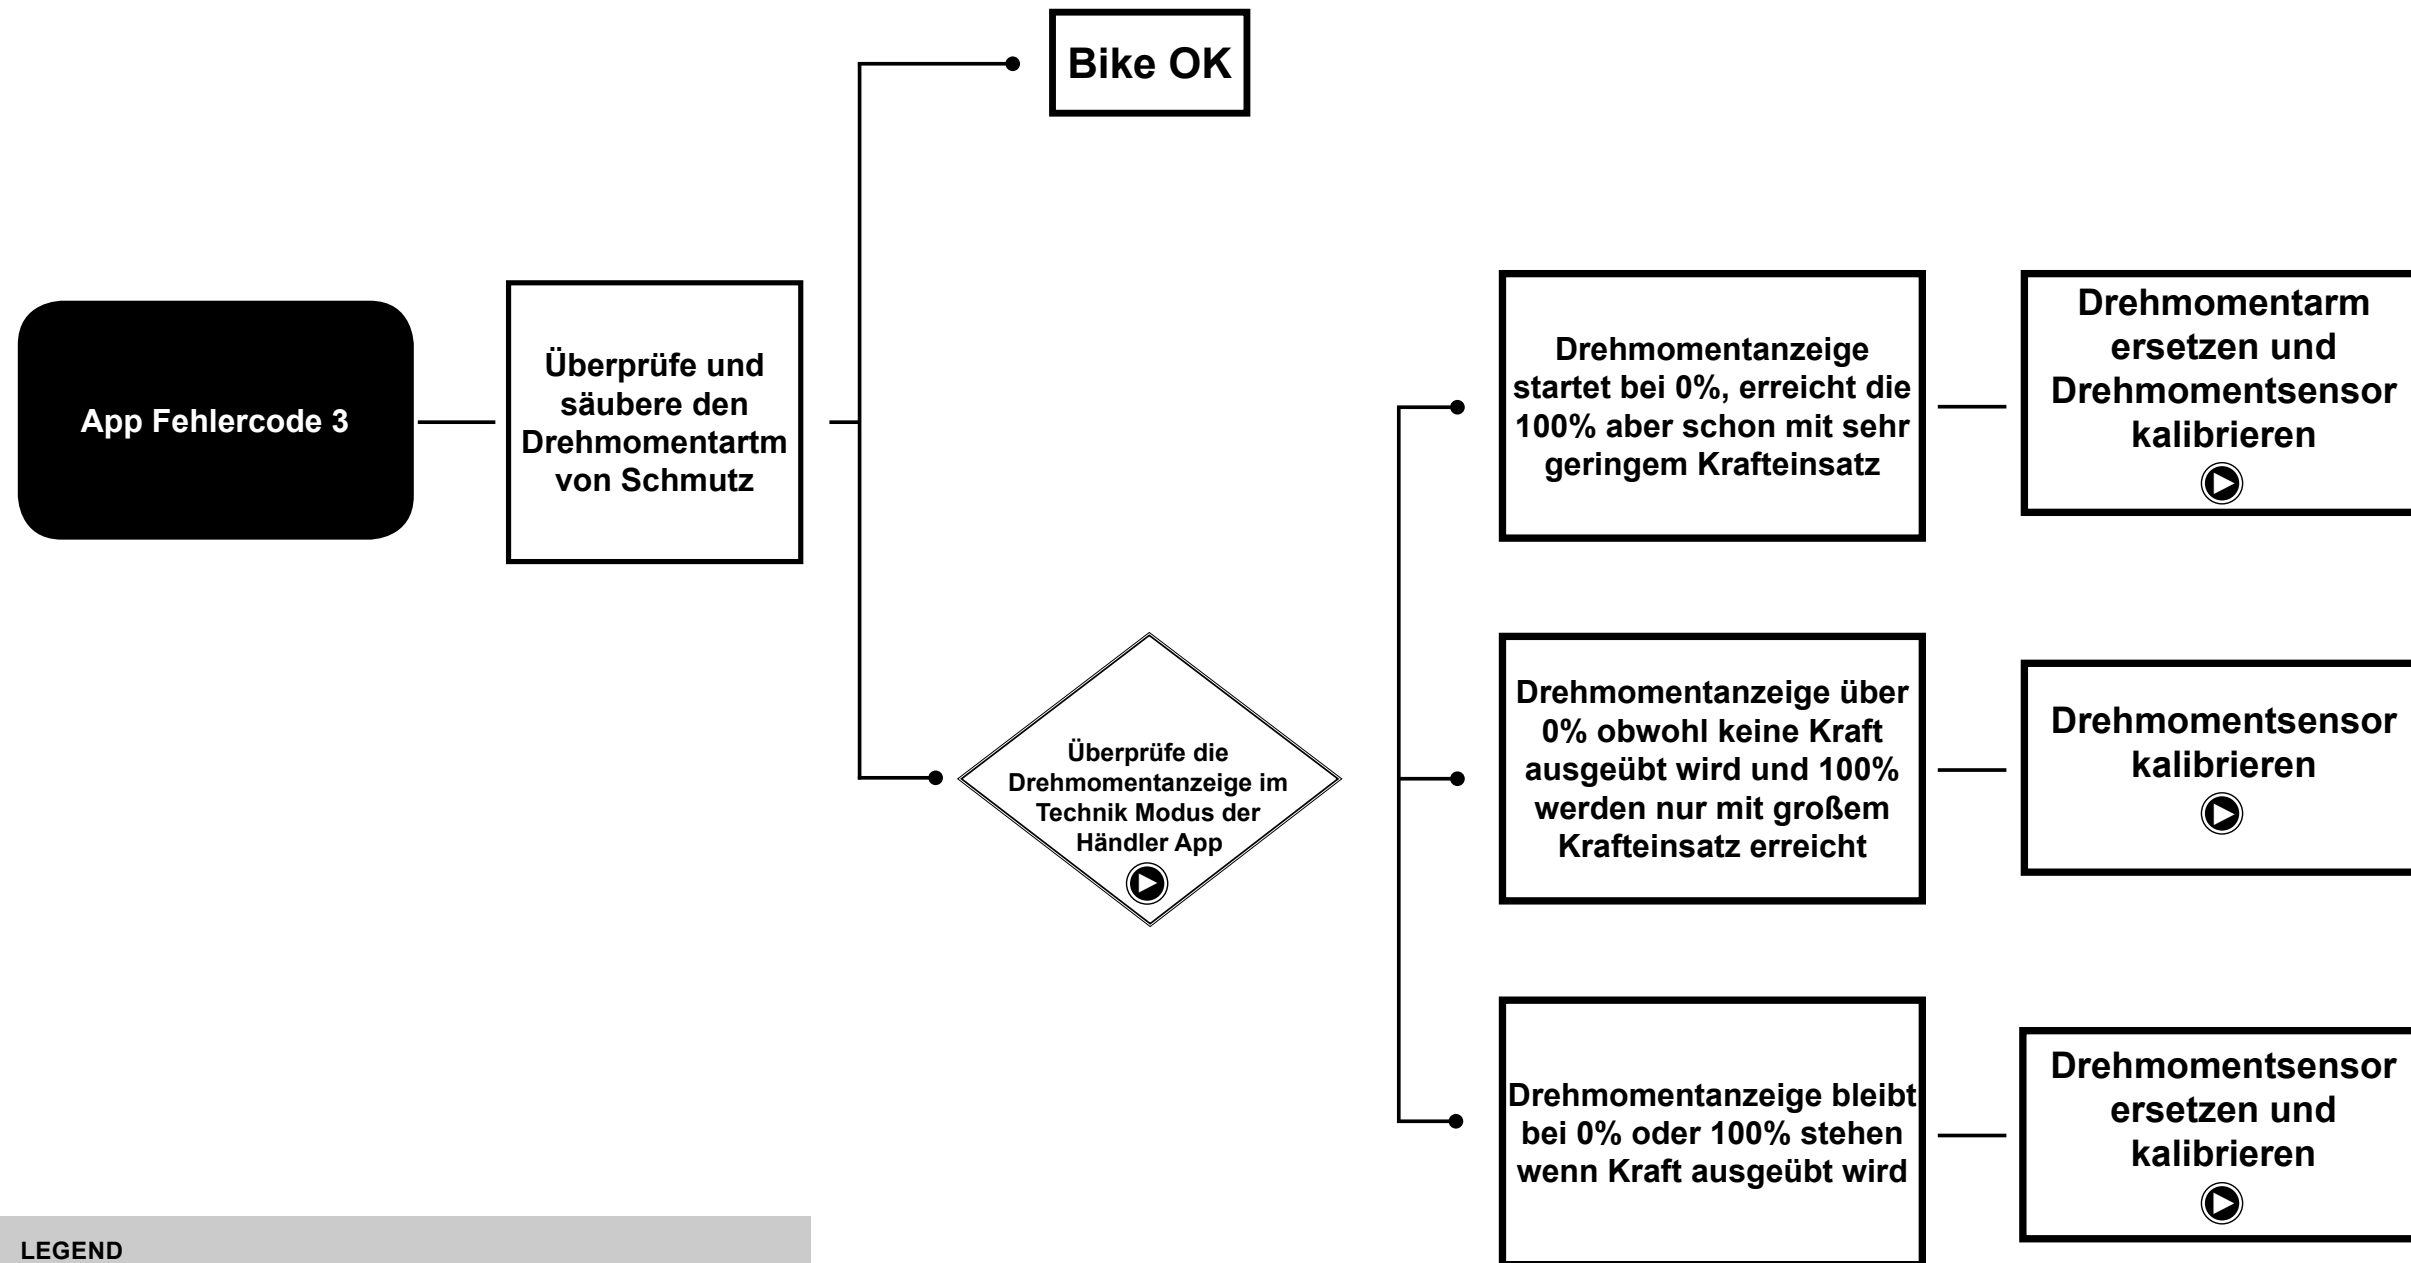 Bike OK
App Fehlercode 3
Überprüfe und
säubere den
Drehmomentartm
von Schmutz
Überprüfe die
Drehmomentanzeige im
Technik Modus der
Händler App
Drehmomentanzeige
startet bei 0%, erreicht die
100% aber schon mit sehr
geringem Krafteinsatz
Drehmomentarm
ersetzen und
Drehmomentsensor
kalibrieren
Drehmomentanzeige über
0% obwohl keine Kraft
ausgeübt wird und 100%
werden nur mit großem
Krafteinsatz erreicht
Drehmomentsensor
kalibrieren
Drehmomentanzeige bleibt
bei 0% oder 100% stehen
wenn Kraft ausgeübt wird
Drehmomentsensor
ersetzen und
kalibrieren
LEGEND